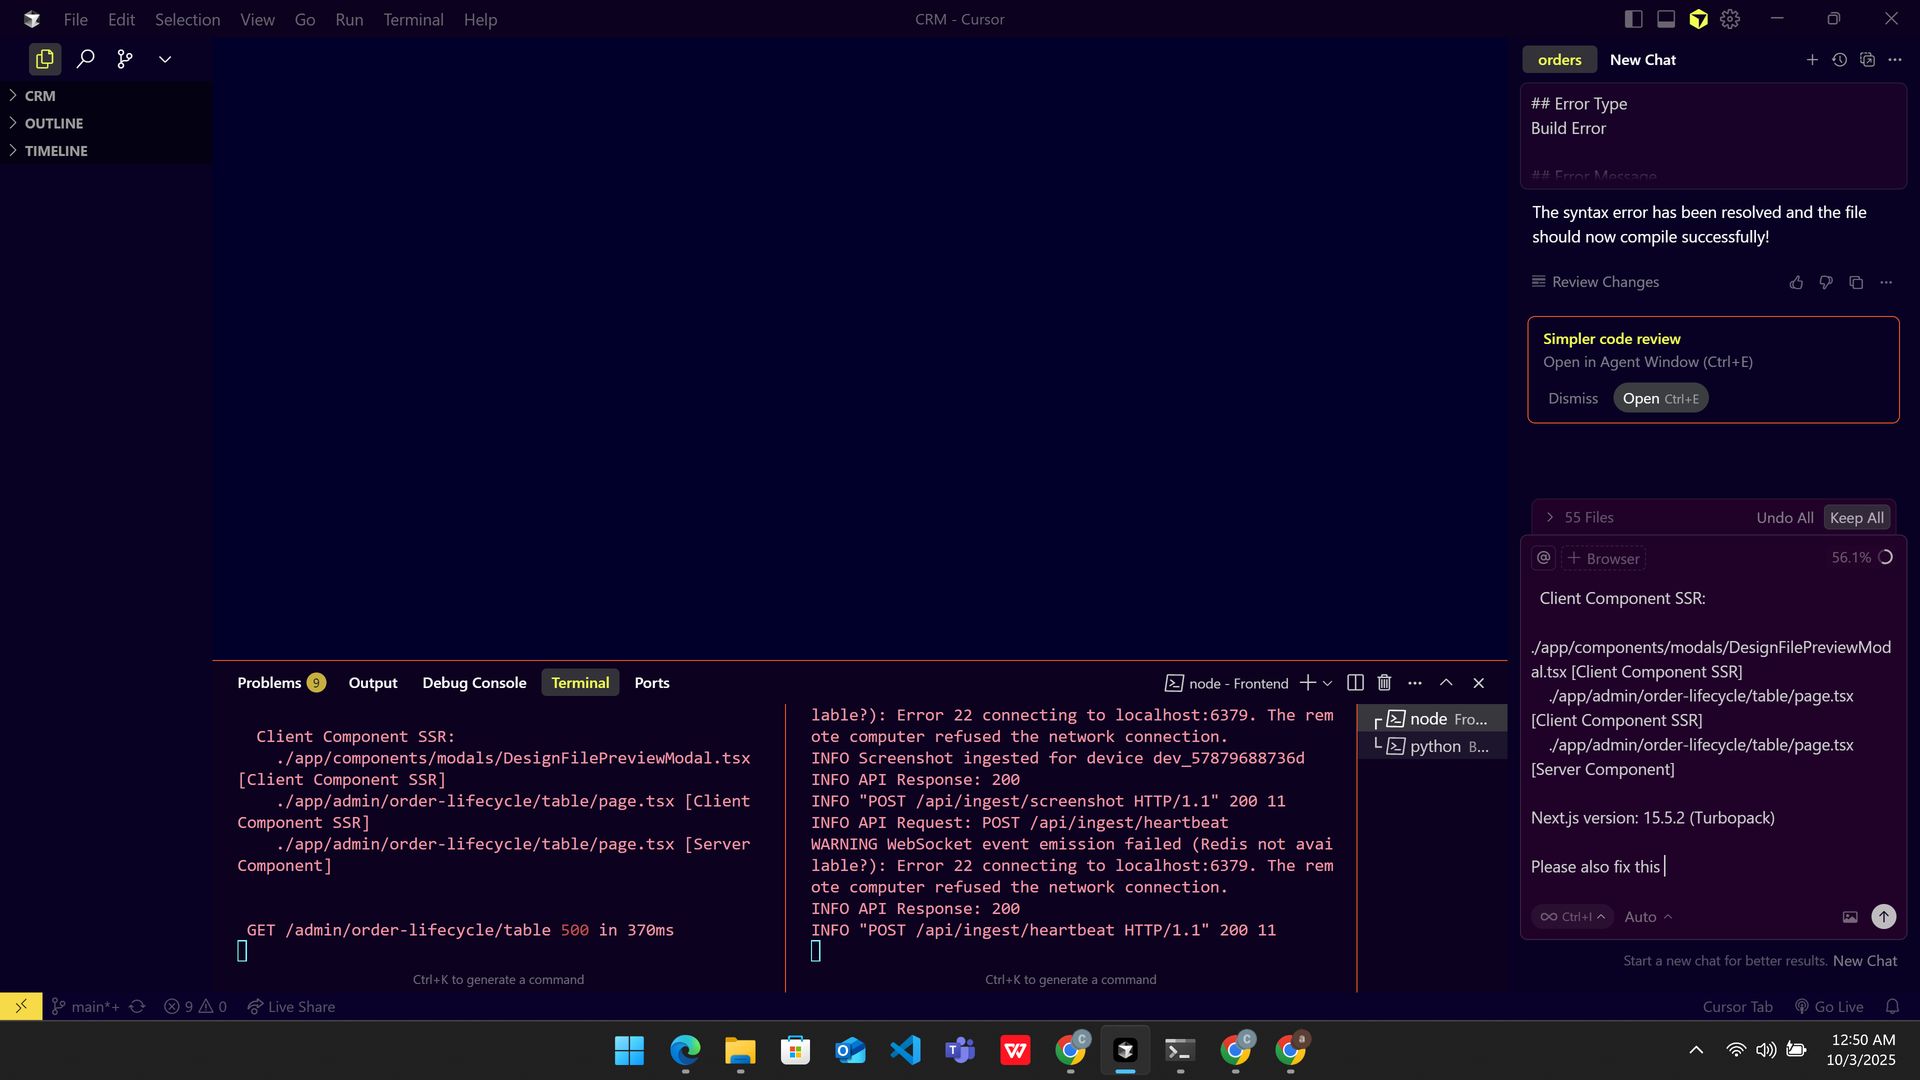 File Edit Selection View Go Run Terminal Help
CRM - Cursor
CRM
OUTLINE
TIMELINE
orders New Chat
## Error Type
Build Error
## Error Message
The syntax error has been resolved and the file
should now compile successfully!
Review Changes
Simpler code review
Open in Agent Window (Ctrl+E)
Dismiss Open Ctrl+E
55 Files Undo All Keep All
@ + Browser 56.1%
Client Component SSR:
./app/components/modals/DesignFilePreviewMod
al.tsx [Client Component SSR]
./app/admin/order-lifecycle/table/page.tsx
[Client Component SSR]
./app/admin/order-lifecycle/table/page.tsx
[Server Component]
Next.js version: 15.5.2 (Turbopack)
Please also fix this
Ctrl+I Auto
Start a new chat for better results. New Chat
Problems 9 Output Debug Console Terminal Ports
node - Frontend
Client Component SSR:
./app/components/modals/DesignFilePreviewModal.tsx
[Client Component SSR]
./app/admin/order-lifecycle/table/page.tsx [Client
Component SSR]
./app/admin/order-lifecycle/table/page.tsx [Server
Component]
GET /admin/order-lifecycle/table 500 in 370ms
Ctrl+K to generate a command
lable?): Error 22 connecting to localhost:6379. The rem
ote computer refused the network connection.
INFO Screenshot ingested for device dev_57879688736d
INFO API Response: 200
INFO "POST /api/ingest/screenshot HTTP/1.1" 200 11
INFO API Request: POST /api/ingest/heartbeat
WARNING WebSocket event emission failed (Redis not avai
lable?): Error 22 connecting to localhost:6379. The rem
ote computer refused the network connection.
INFO API Response: 200
INFO "POST /api/ingest/heartbeat HTTP/1.1" 200 11
Ctrl+K to generate a command
node Fro...
python B...
main*+ 9 0 Live Share
Cursor Tab Go Live
C
C
a
12:50 AM
10/3/2025